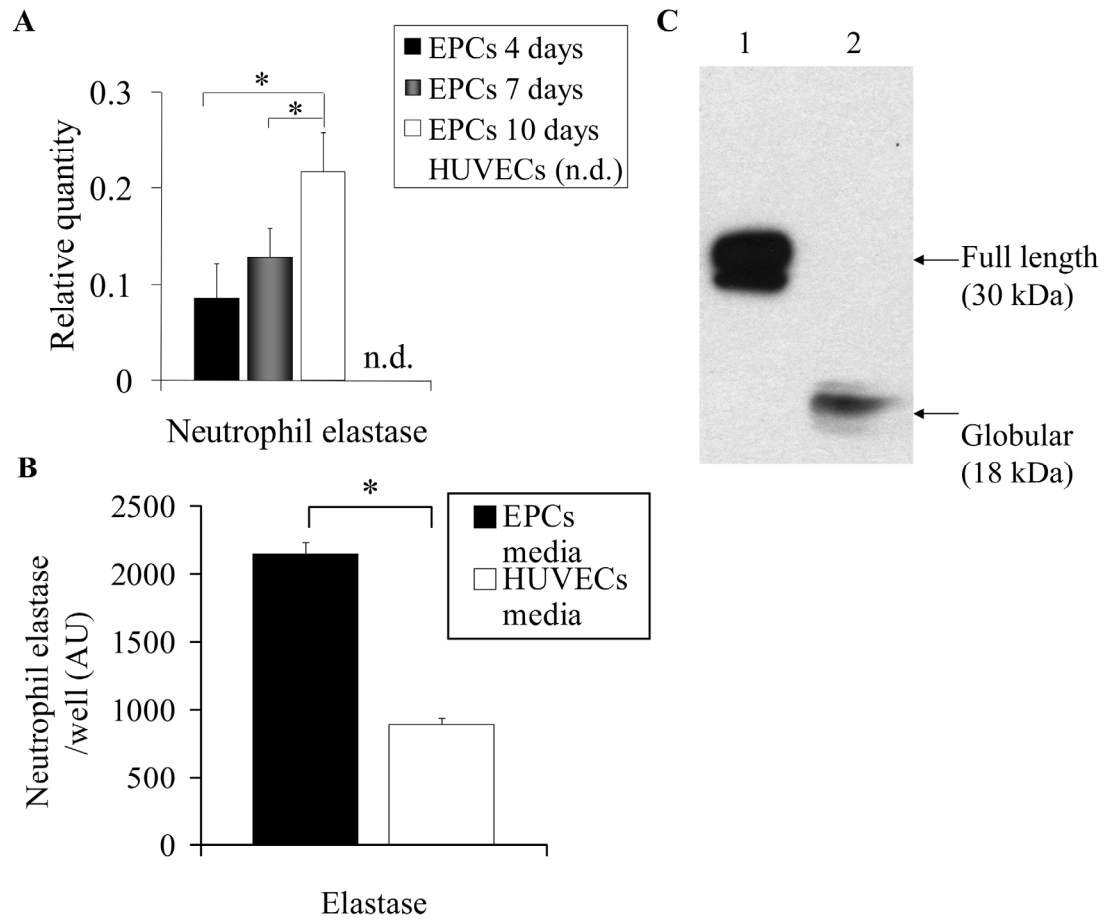 A
EPCs 4 days
EPCs 7 days
EPCs 10 days
HUVECs (n.d.)
*
*
0.3
0.2
0.1
0
Relative quantity
n.d.
Neutrophil elastase
B
*
EPCs
media
HUVECs
media
2500
2000
1500
1000
500
0
Neutrophil elastase
/well (AU)
Elastase
C
1 2
Full length
(30 kDa)
Globular
(18 kDa)